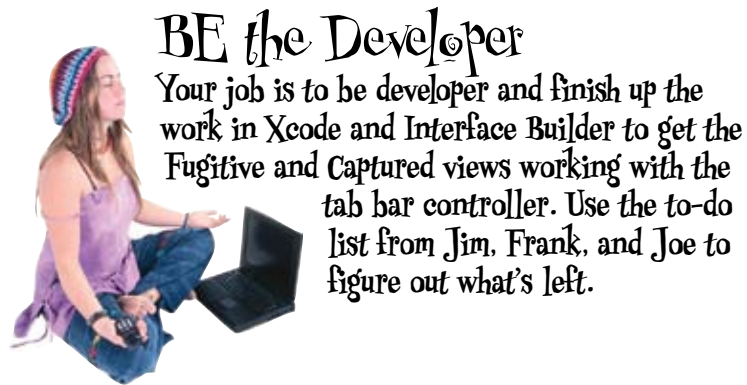 BE the Developer
Your job is to be developer and finish up the
work in Xcode and Interface Builder to get the
Fugitive and Captured views working with the
tab bar controller. Use the to-do
list from Jim, Frank, and Joe to
figure out what's left.